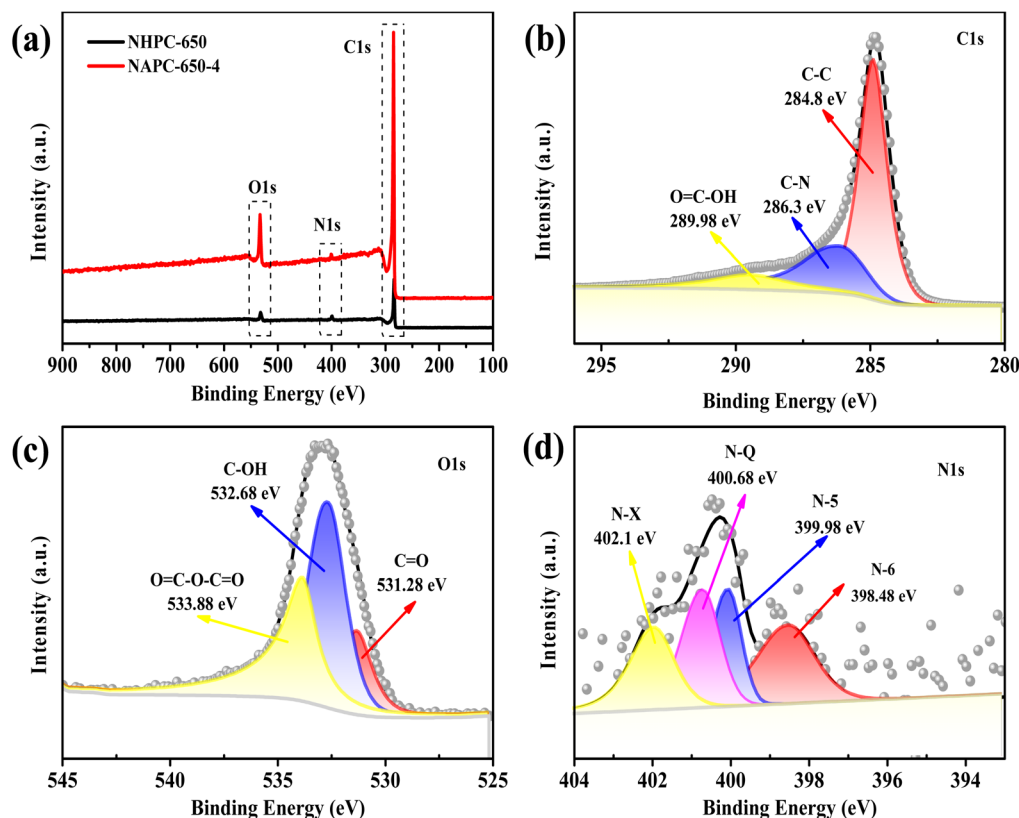 (a)
NHPC-650
NAPC-650-4
C1s
O1s
N1s
Intensity (a.u.)
900 800 700 600 500 400 300 200 100
Binding Energy (eV)
(b)
C1s
C-C
284.8 eV
C-N
286.3 eV
O=C-OH
289.98 eV
Intensity (a.u.)
295 290 285 280
Binding Energy (eV)
(c)
O1s
C-OH
532.68 eV
C=O
531.28 eV
O=C-O-C=O
533.88 eV
Intensity (a.u.)
545 540 535 530 525
Binding Energy (eV)
(d)
N1s
N-Q
400.68 eV
N-X
402.1 eV
N-5
399.98 eV
N-6
398.48 eV
Intensity (a.u.)
404 402 400 398 396 394
Binding Energy (eV)